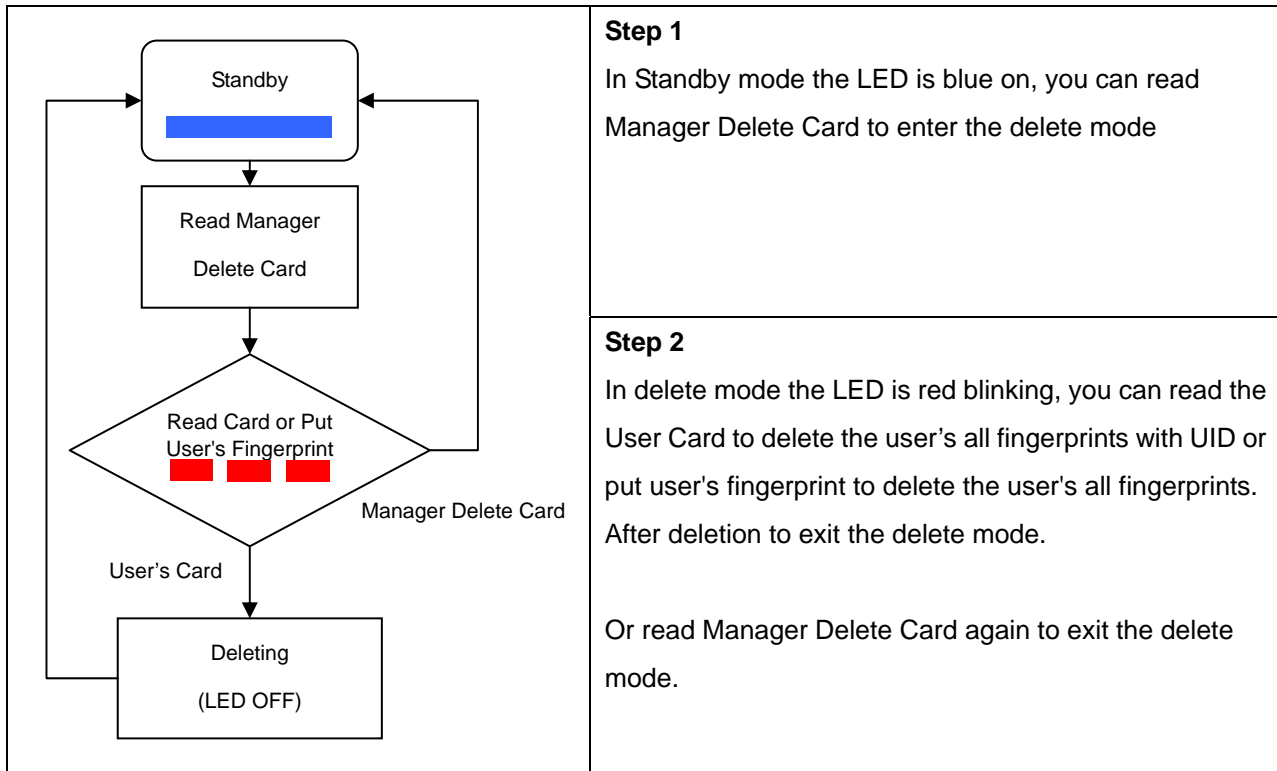 Standby
Read Manager
Delete Card
Read Card or Put
User's Fingerprint
Manager Delete Card
User’s Card
Deleting
(LED OFF)
Step 1
In Standby mode the LED is blue on, you can read
Manager Delete Card to enter the delete mode
Step 2
In delete mode the LED is red blinking, you can read the
User Card to delete the user’s all fingerprints with UID or
put user's fingerprint to delete the user's all fingerprints.
After deletion to exit the delete mode.
Or read Manager Delete Card again to exit the delete
mode.